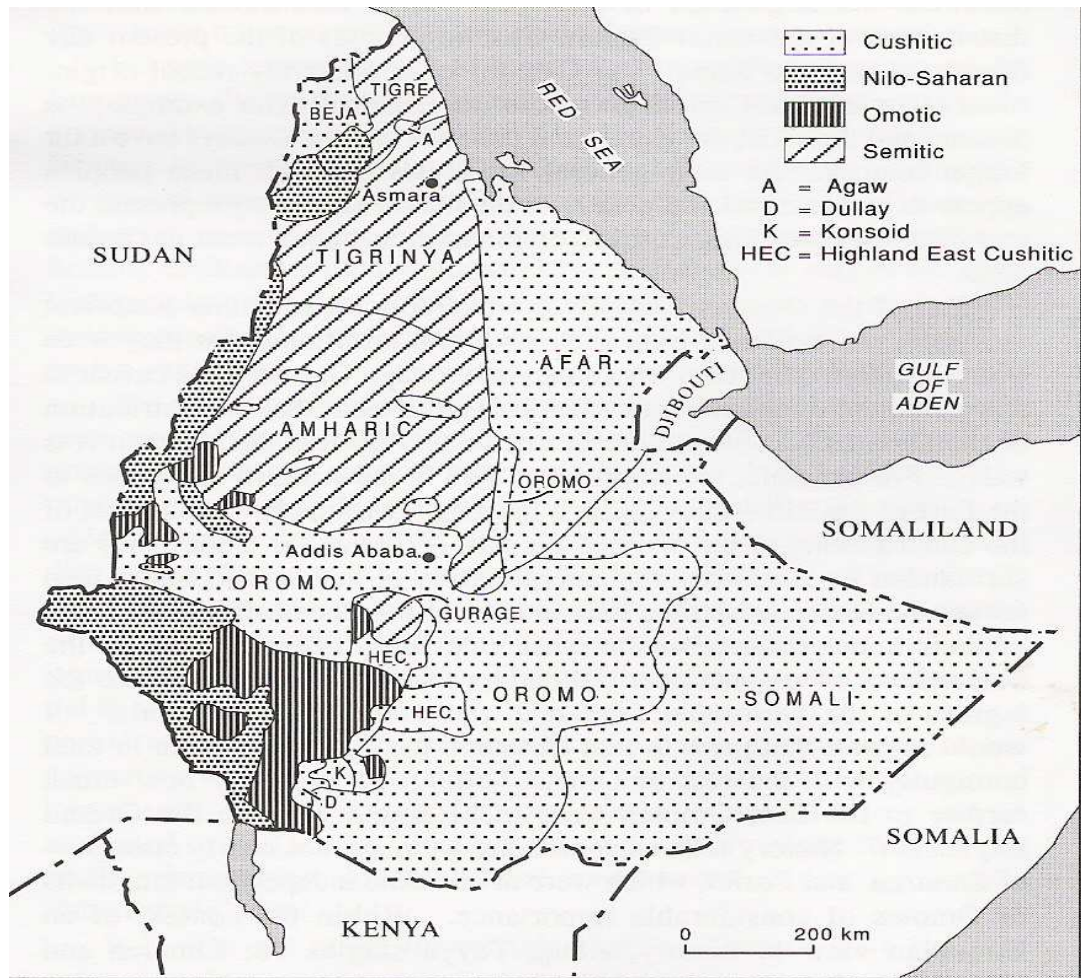 Cushitic
Nilo-Saharan
Omotic
Semitic
A = Agaw
D = Dullay
K = Konsoid
HEC = Highland East Cushitic
RED
SEA
TIGRE
BEJA
A
Asmara
SUDAN
TIGRINYA
AFAR
DJIBOUTI
GULF
OF
ADEN
AMHARIC
OROMO
SOMALILAND
Addis Ababa
OROMO
GURAGE
HEC
OROMO
SOMALI
HEC
K
D
SOMALIA
KENYA
0 200 km